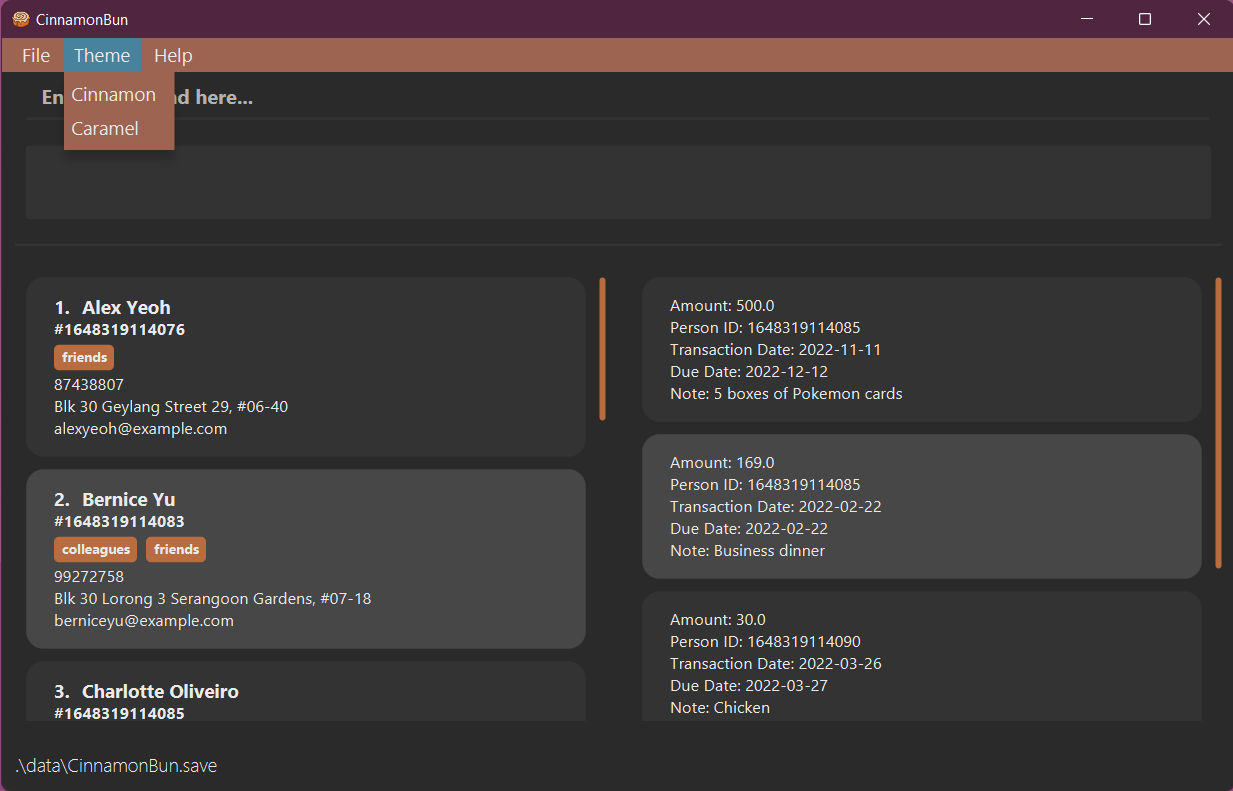 CinnamonBun
File Theme Help
Cinnamon
Caramel
En d here...
1. Alex Yeoh
#1648319114076
friends
87438807
Blk 30 Geylang Street 29, #06-40
alexyeoh@example.com
2. Bernice Yu
#1648319114083
colleagues friends
99272758
Blk 30 Lorong 3 Serangoon Gardens, #07-18
berniceyu@example.com
3. Charlotte Oliveiro
#1648319114085
Amount: 500.0
Person ID: 1648319114085
Transaction Date: 2022-11-11
Due Date: 2022-12-12
Note: 5 boxes of Pokemon cards
Amount: 169.0
Person ID: 1648319114085
Transaction Date: 2022-02-22
Due Date: 2022-02-22
Note: Business dinner
Amount: 30.0
Person ID: 1648319114090
Transaction Date: 2022-03-26
Due Date: 2022-03-27
Note: Chicken
.\data\CinnamonBun.save